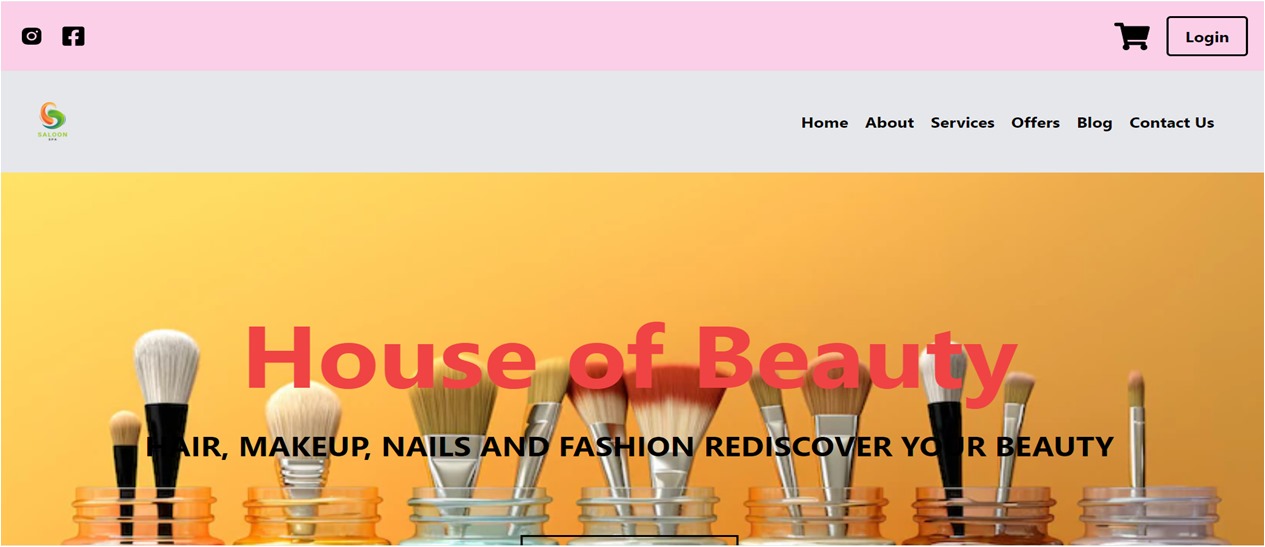 Login
SALOON
SPA
Home About Services Offers Blog Contact Us
House of Beauty
HAIR, MAKEUP, NAILS AND FASHION REDISCOVER YOUR BEAUTY